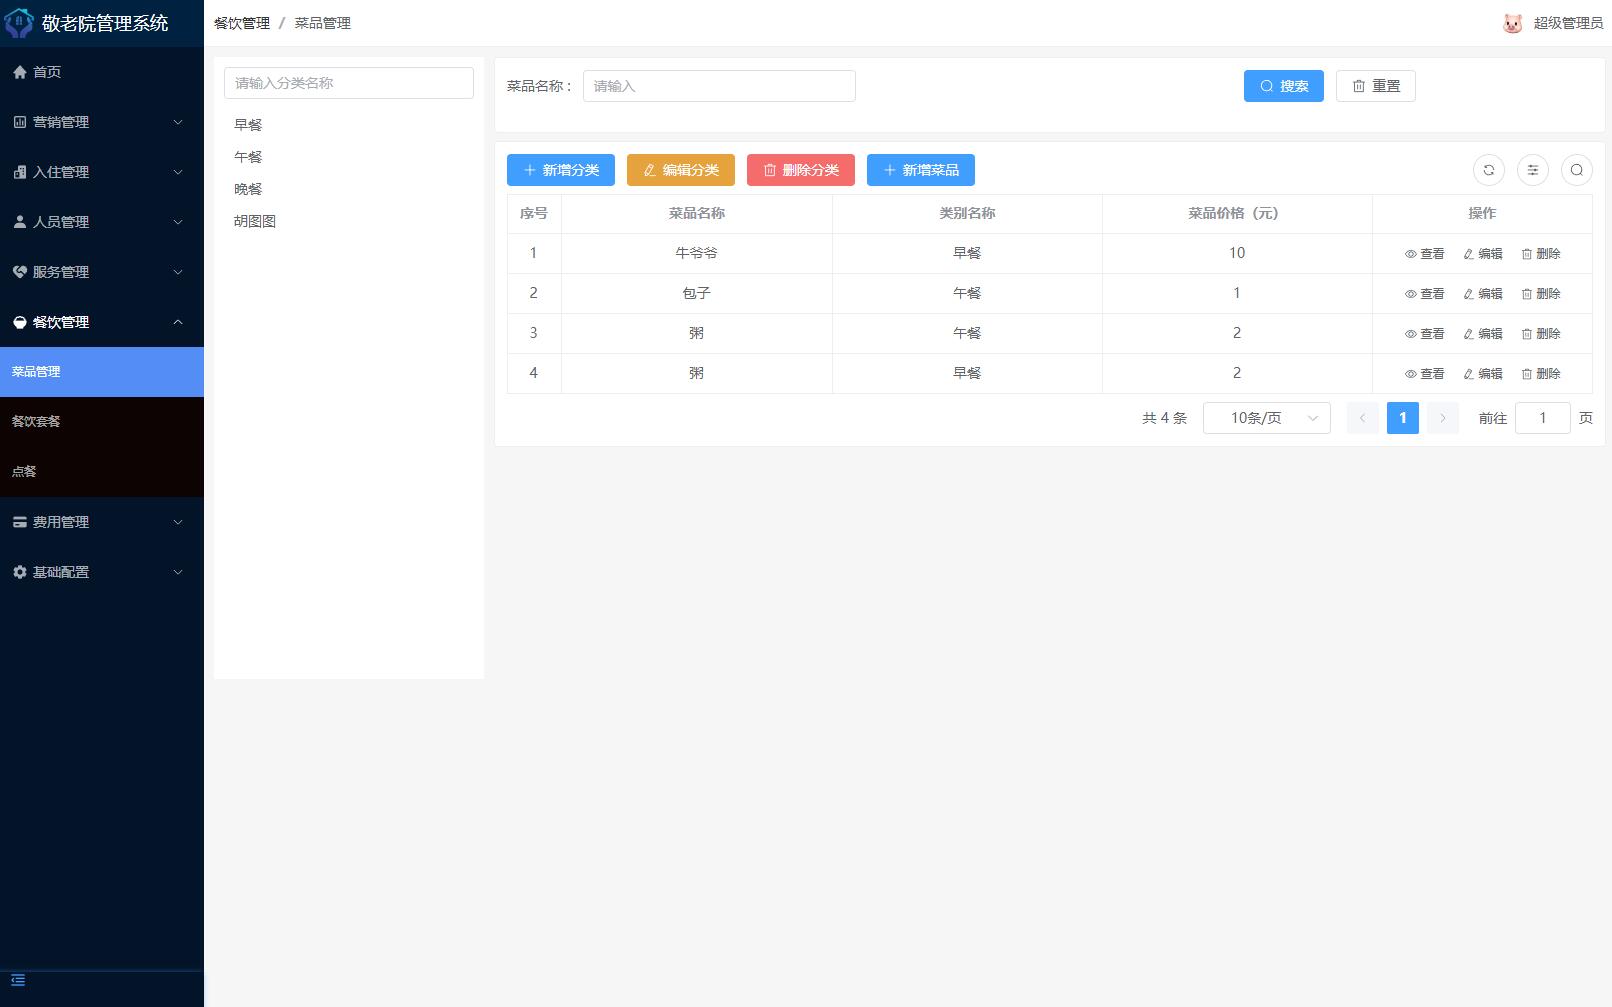 敬老院管理系统
餐饮管理 / 菜品管理
超级管理员
首页
营销管理
入住管理
人员管理
服务管理
餐饮管理
菜品管理
餐饮套餐
点餐
费用管理
基础配置
请输入分类名称
早餐
午餐
晚餐
胡图图
菜品名称： 请输入 搜索 重置
新增分类 编辑分类 删除分类 新增菜品
序号 菜品名称 类别名称 菜品价格（元） 操作
1 牛爷爷 早餐 10 查看 编辑 删除
2 包子 午餐 1 查看 编辑 删除
3 粥 午餐 2 查看 编辑 删除
4 粥 早餐 2 查看 编辑 删除
共 4 条 10条/页 1 前往 1 页